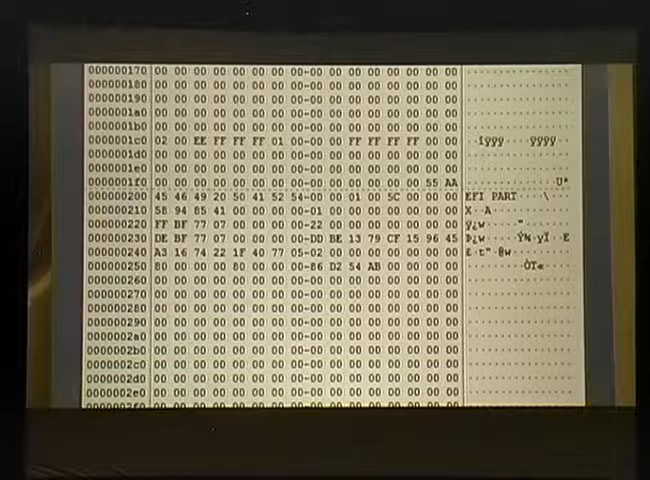 000000170 00 00 00 00 00 00 00 00-00 00 00 00 00 00 00 00 ················
000000180 00 00 00 00 00 00 00 00-00 00 00 00 00 00 00 00 ················
000000190 00 00 00 00 00 00 00 00-00 00 00 00 00 00 00 00 ················
0000001a0 00 00 00 00 00 00 00 00-00 00 00 00 00 00 00 00 ················
0000001b0 00 00 00 00 00 00 00 00-00 00 00 00 00 00 00 00 ················
0000001c0 02 00 EE FF FF FF 01 00-00 00 FF FF FF FF 00 00 ··îÿÿÿ····ÿÿÿÿ··
0000001d0 00 00 00 00 00 00 00 00-00 00 00 00 00 00 00 00 ················
0000001e0 00 00 00 00 00 00 00 00-00 00 00 00 00 00 00 00 ················
0000001f0 00 00 00 00 00 00 00 00-00 00 00 00 00 00 55 AA ··············Uª
000000200 45 46 49 20 50 41 52 54-00 00 01 00 5C 00 00 00 EFI PART····\···
000000210 58 94 85 41 00 00 00 00-01 00 00 00 00 00 00 00
000000220 FF BF 77 07 00 00 00 00-22 00 00 00 00 00 00 00 ÿ¿w·····"·······
000000230 DE BF 77 07 00 00 00 00-DD BE 13 79 CF 15 96 45
000000240 A3 16 74 22 1F 40 77 05-02 00 00 00 00 00 00 00 £·t"·@w·········
000000250 80 00 00 00 80 00 00 00-86 D2 54 AB 00 00 00 00
000000260 00 00 00 00 00 00 00 00-00 00 00 00 00 00 00 00 ················
000000270 00 00 00 00 00 00 00 00-00 00 00 00 00 00 00 00 ················
000000280 00 00 00 00 00 00 00 00-00 00 00 00 00 00 00 00 ················
000000290 00 00 00 00 00 00 00 00-00 00 00 00 00 00 00 00 ················
0000002a0 00 00 00 00 00 00 00 00-00 00 00 00 00 00 00 00 ················
0000002b0 00 00 00 00 00 00 00 00-00 00 00 00 00 00 00 00 ················
0000002c0 00 00 00 00 00 00 00 00-00 00 00 00 00 00 00 00 ················
0000002d0 00 00 00 00 00 00 00 00-00 00 00 00 00 00 00 00 ················
0000002e0 00 00 00 00 00 00 00 00-00 00 00 00 00 00 00 00 ················
0000002f0 00 00 00 00 00 00 00 00-00 00 00 00 00 00 00 00